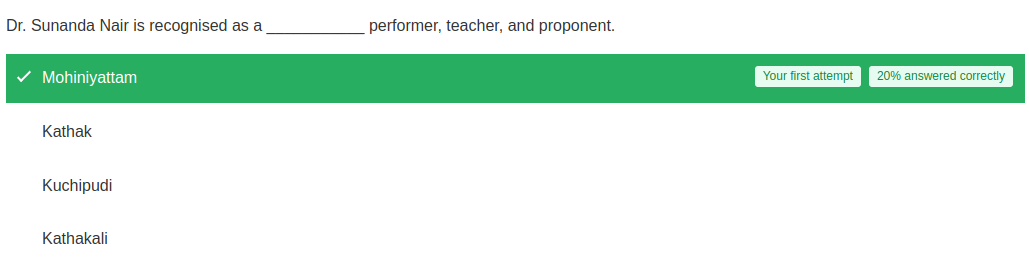 Dr. Sunanda Nair is recognised as a ___________ performer, teacher, and proponent.
Mohiniyattam Your first attempt 20% answered correctly
Kathak
Kuchipudi
Kathakali